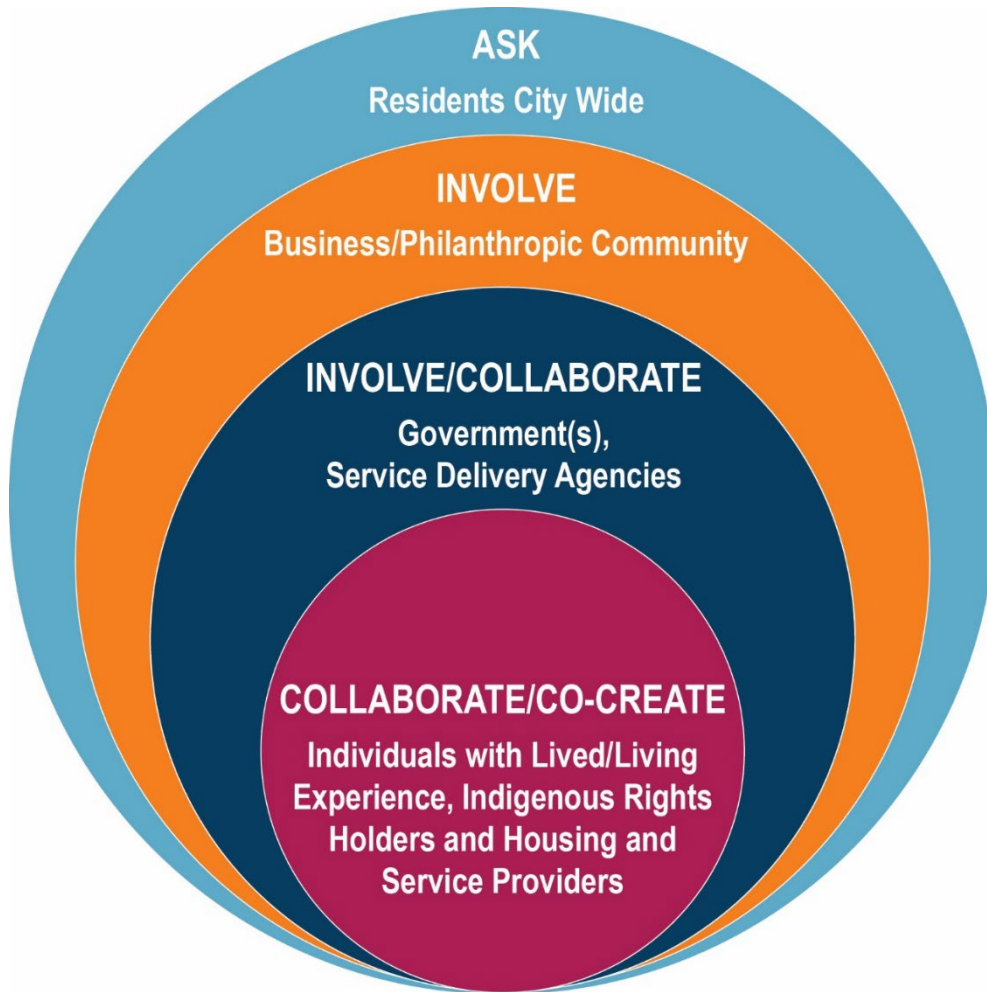 ASK
Residents City Wide
INVOLVE
Business/Philanthropic Community
INVOLVE/COLLABORATE
Government(s),
Service Delivery Agencies
COLLABORATE/CO-CREATE
Individuals with Lived/Living
Experience, Indigenous Rights
Holders and Housing and
Service Providers